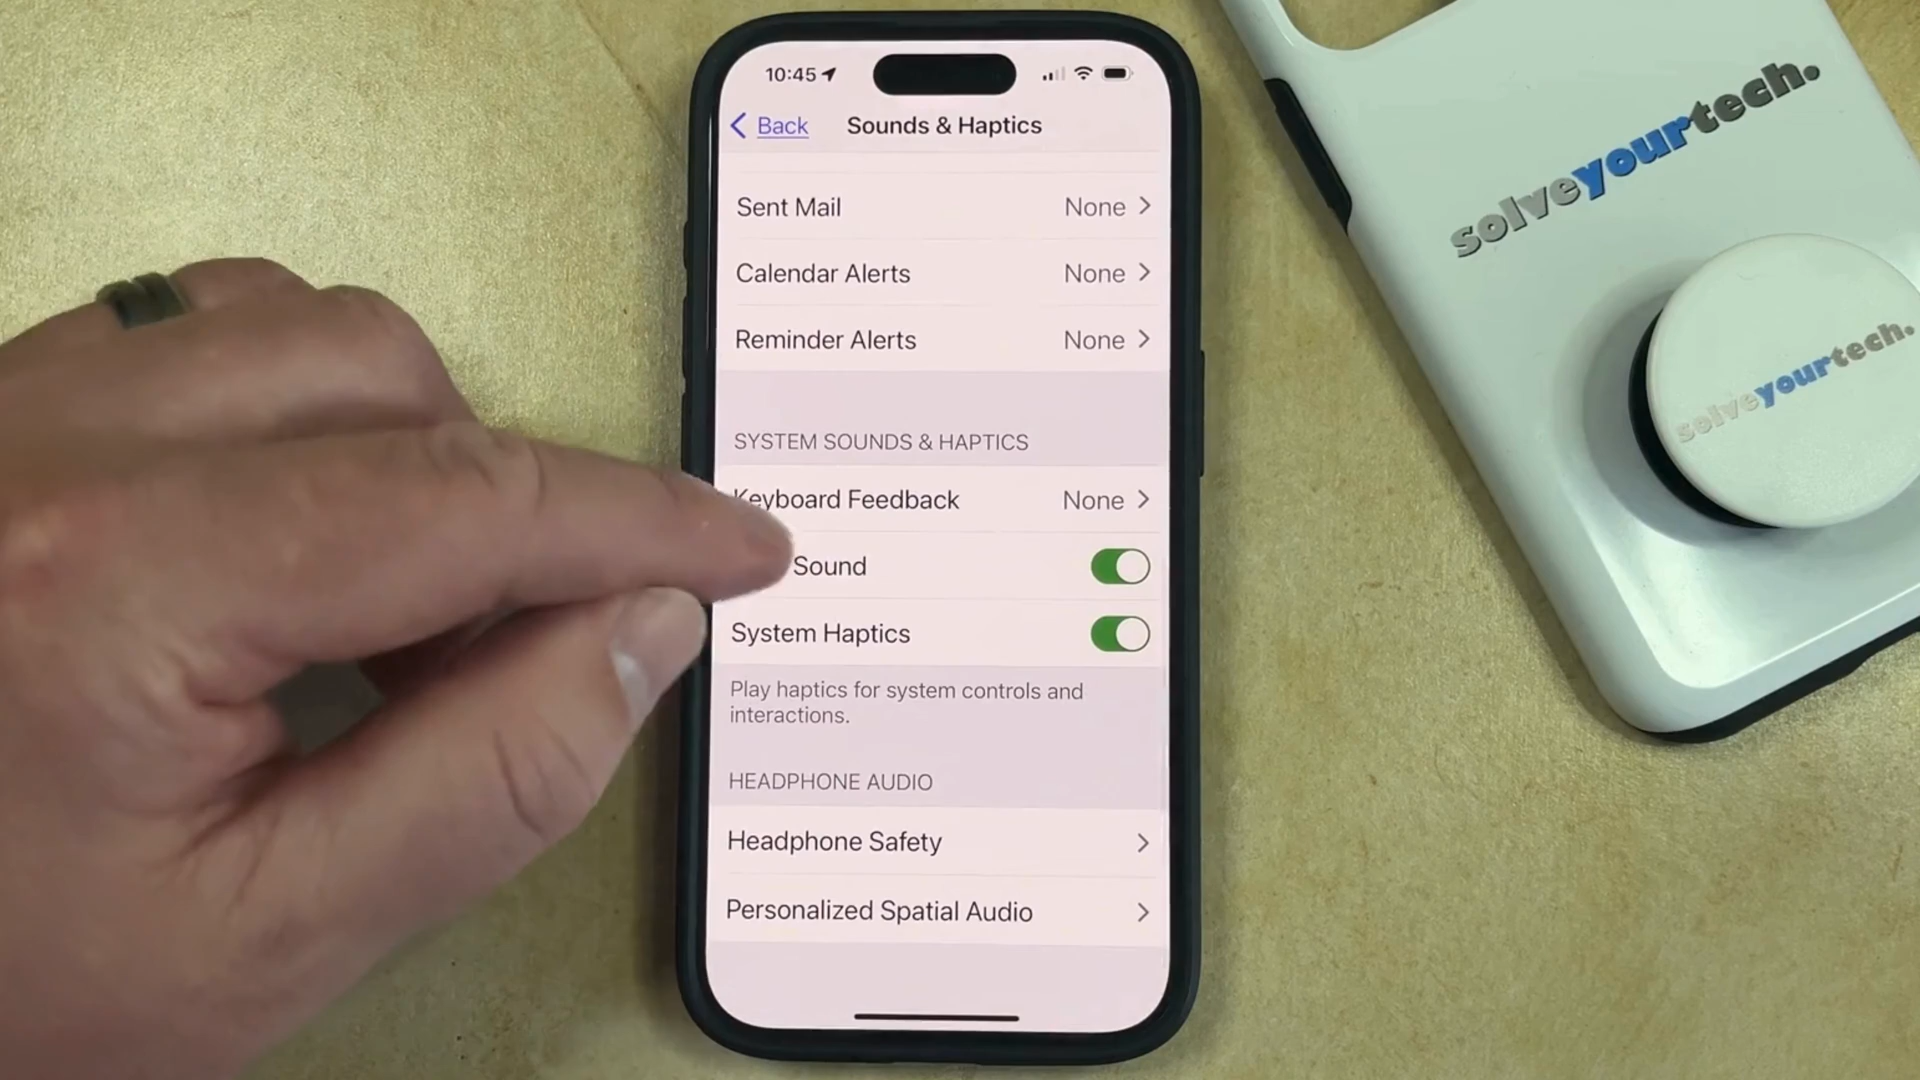 10:45
Back Sounds & Haptics
Sent Mail None
Calendar Alerts None
Reminder Alerts None
SYSTEM SOUNDS & HAPTICS
Keyboard Feedback None
Sound
System Haptics
Play haptics for system controls and
interactions.
HEADPHONE AUDIO
Headphone Safety
Personalized Spatial Audio
solveyourtech.
solveyourtech.